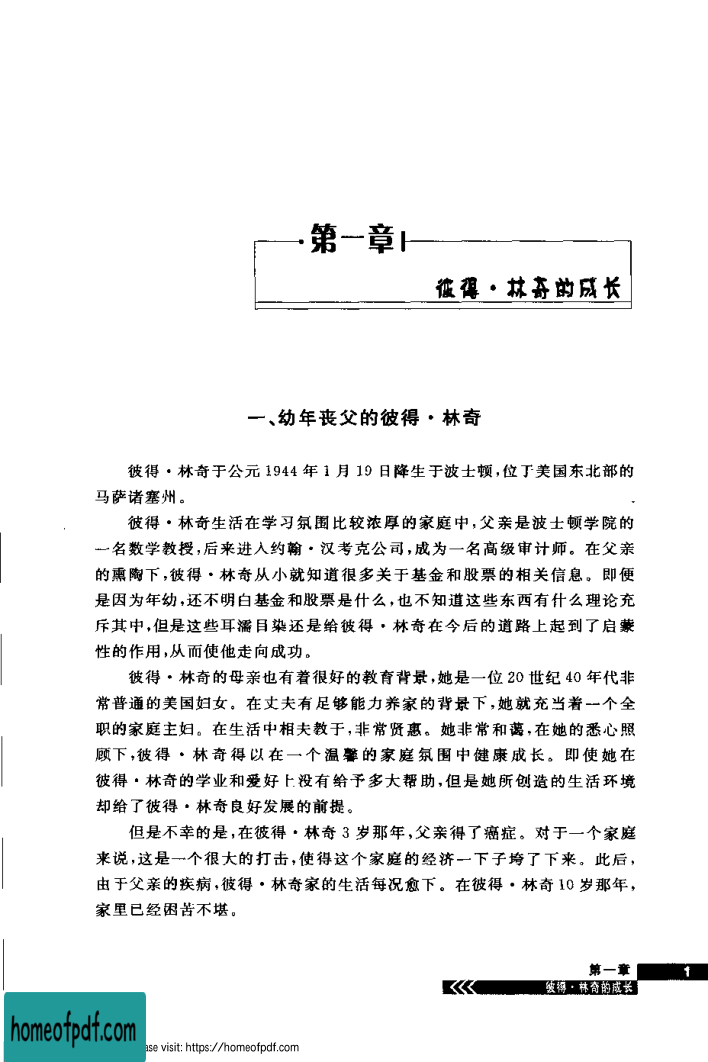 第一章
彼得·林奇的成长
一、幼年丧父的彼得·林奇
彼得·林奇于公元1944年1月19日降生于波士顿,位于美国东北部的
马萨诸塞州。
彼得·林奇生活在学习氛围比较浓厚的家庭中,父亲是波士顿学院的
一名数学教授,后来进入约翰·汉考克公司,成为一名高级审计师。在父亲
的熏陶下,彼得·林奇从小就知道很多关于基金和股票的相关信息。即便
是因为年幼,还不明白基金和股票是什么,也不知道这些东西有什么理论充
斥其中,但是这些耳濡目染还是给彼得·林奇在今后的道路上起到了启蒙
性的作用,从而使他走向成功。
彼得·林奇的母亲也有着很好的教育背景,她是一位20世纪40年代非
常普通的美国妇女。在丈夫有足够能力养家的背景下,她就充当着一个全
职的家庭主妇。在生活中相夫教子,非常贤惠。她非常和蔼,在她的悉心照
顾下,彼得·林奇得以在一个温馨的家庭氛围中健康成长。即使她在
彼得·林奇的学业和爱好上没有给予多大帮助,但是她所创造的生活环境
却给了彼得·林奇良好发展的前提。
但是不幸的是,在彼得·林奇3岁那年,父亲得了癌症。对于一个家庭
来说,这是一个很大的打击,使得这个家庭的经济一下子垮了下来。此后,
由于父亲的疾病,彼得·林奇家的生活每况愈下。在彼得·林奇10岁那年,
家里已经困苦不堪。
第一章 1
彼得·林奇的成长
homeofpdf.com
ase visit: https://homeofpdf.com